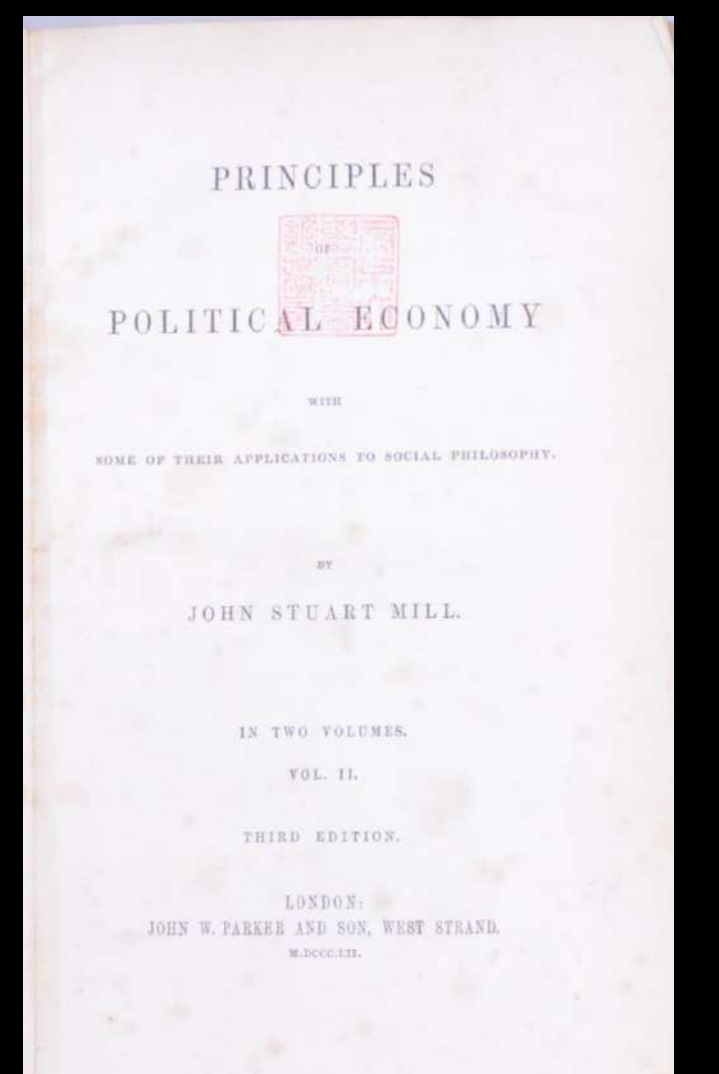 PRINCIPLES
OF
POLITICAL ECONOMY
WITH
SOME OF THEIR APPLICATIONS TO SOCIAL PHILOSOPHY.
BY
JOHN STUART MILL.
IN TWO VOLUMES.
VOL. II.
THIRD EDITION.
LONDON:
JOHN W. PARKER AND SON, WEST STRAND.
M.DCCC.LII.